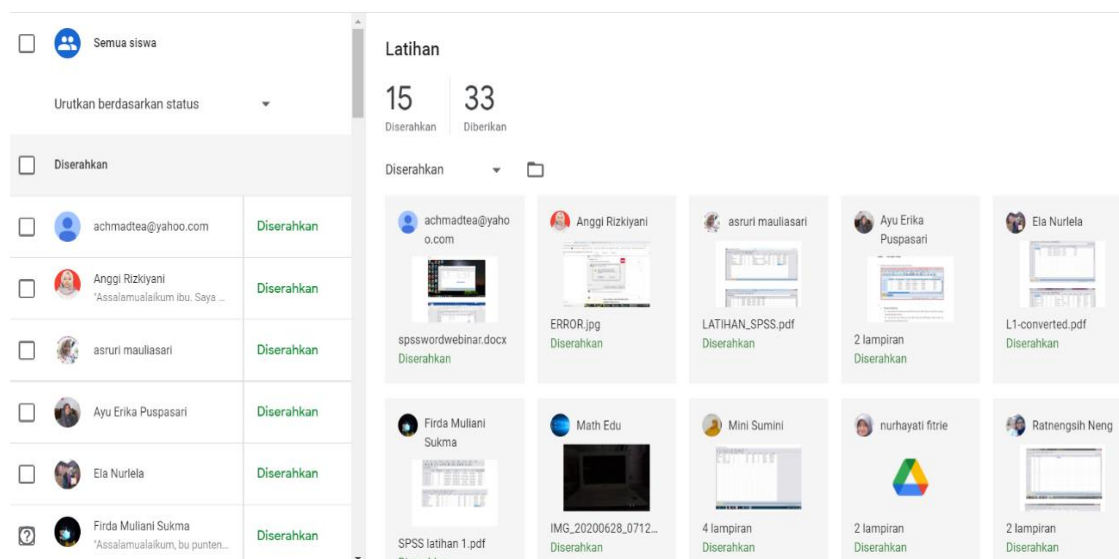 Semua siswa
Urutkan berdasarkan status
Diserahkan
achmadtea@yahoo.com
Diserahkan
Anggi Rizkiyani
"Assalamualaikum ibu. Saya ...
Diserahkan
asruri mauliasari
Diserahkan
Ayu Erika Puspasari
Diserahkan
Ela Nurlela
Diserahkan
Firda Muliani Sukma
"Assalamualaikum, bu punten...
Diserahkan
Latihan
15
Diserahkan
33
Diberikan
Diserahkan
achmadtea@yaho
o.com
spsswordwebinar.docx
Diserahkan
Anggi Rizkiyani
ERROR.jpg
Diserahkan
asruri mauliasari
LATIHAN_SPSS.pdf
Diserahkan
Ayu Erika
Puspasari
2 lampiran
Diserahkan
Ela Nurlela
L1-converted.pdf
Diserahkan
Firda Muliani
Sukma
SPSS latihan 1.pdf
Math Edu
IMG_20200628_0712...
Diserahkan
Mini Sumini
4 lampiran
Diserahkan
nurhayati fitrie
2 lampiran
Diserahkan
Ratnengsih Neng
2 lampiran
Diserahkan